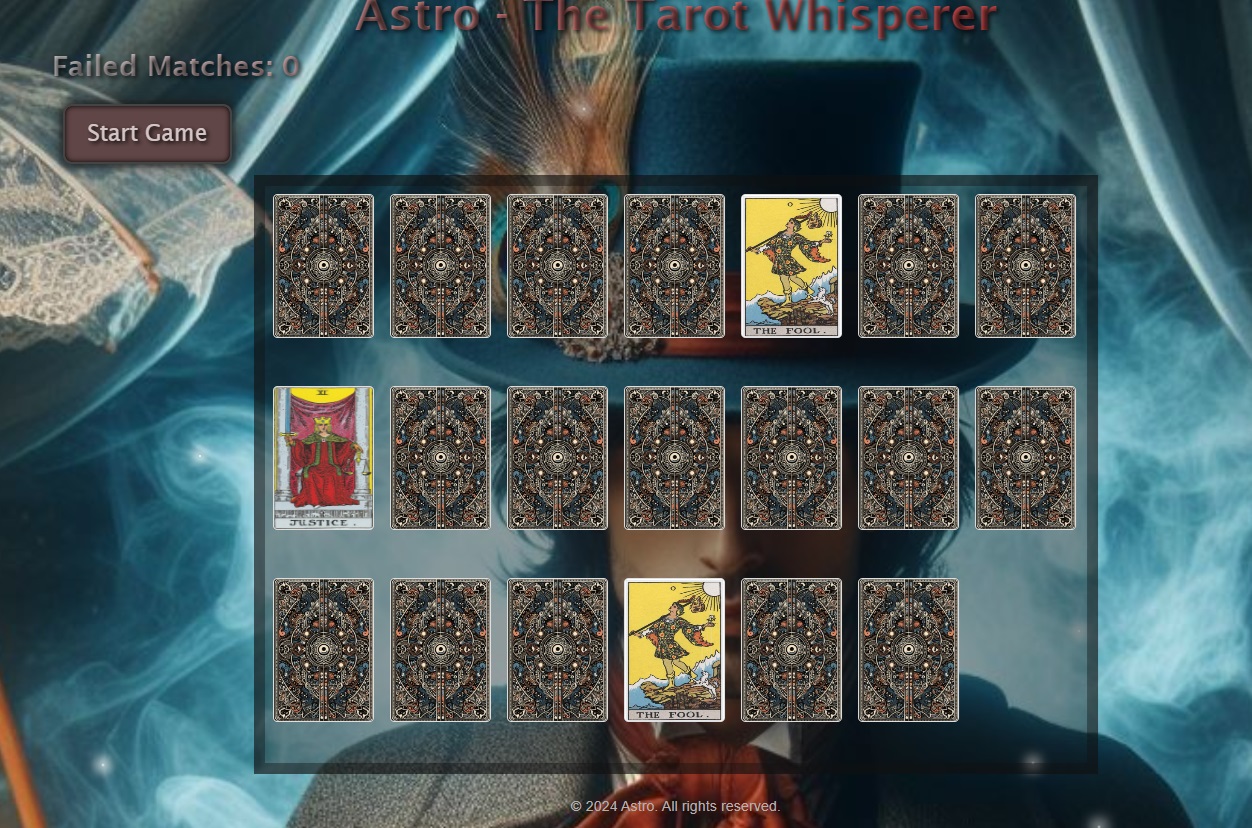 Astro - The Tarot Whisperer
Failed Matches: 0
Start Game
THE FOOL.
XI
JUSTICE.
THE FOOL.
© 2024 Astro. All rights reserved.